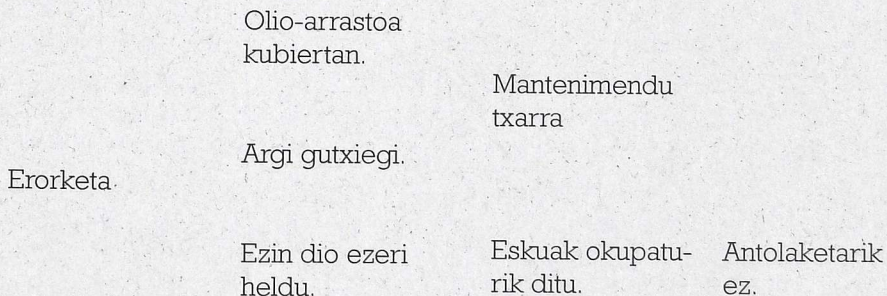 Olio-arrastoa
kubiertan.
Mantenimendu
txarra
Argi gutxiegi.
Erorketa
Ezin dio ezeri
heldu.
Eskuak okupatu-
rik ditu.
Antolaketarik
ez.